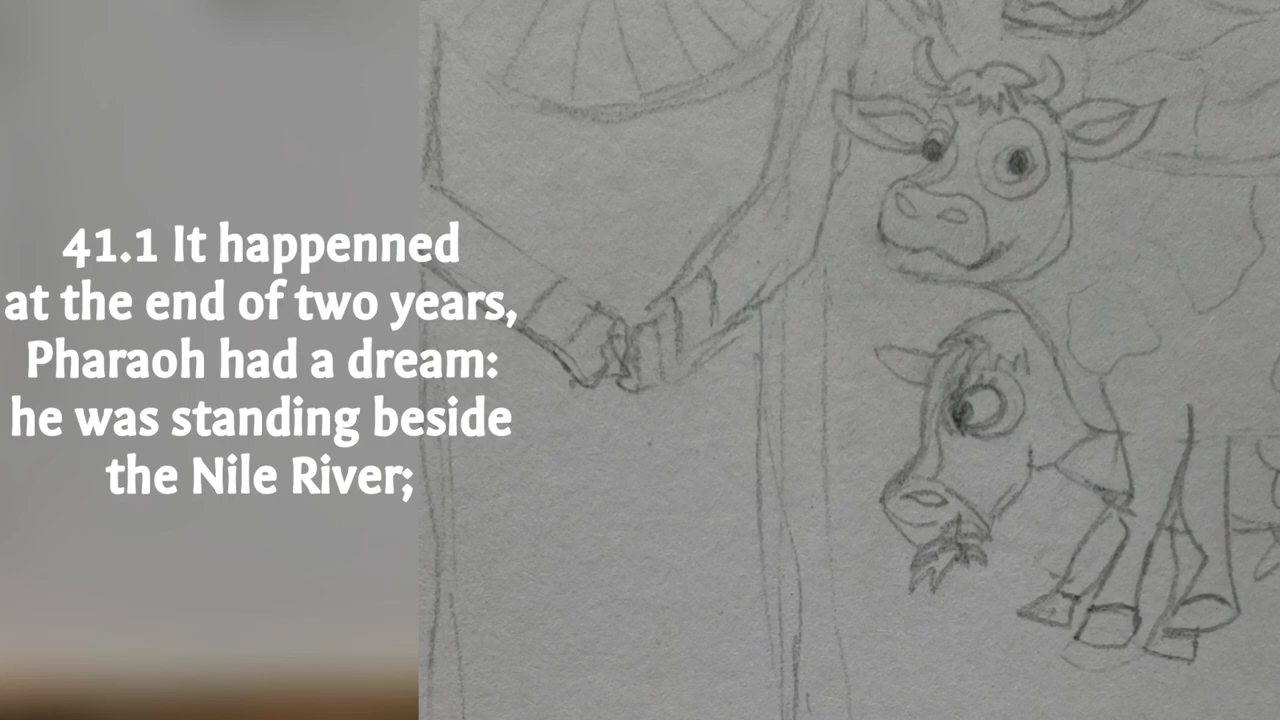 41.1 It happenned
at the end of two years,
Pharaoh had a dream:
he was standing beside
the Nile River;